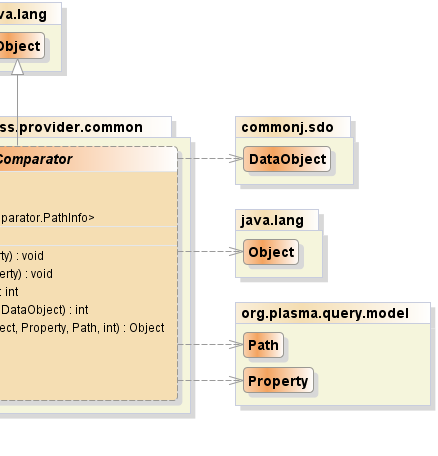 va.lang
Object
ss.provider.common
Comparator
parator.PathInfo>
ty) : void
erty) : void
: int
DataObject) : int
ect, Property, Path, int) : Object
commonj.sdo
DataObject
java.lang
Object
org.plasma.query.model
Path
Property